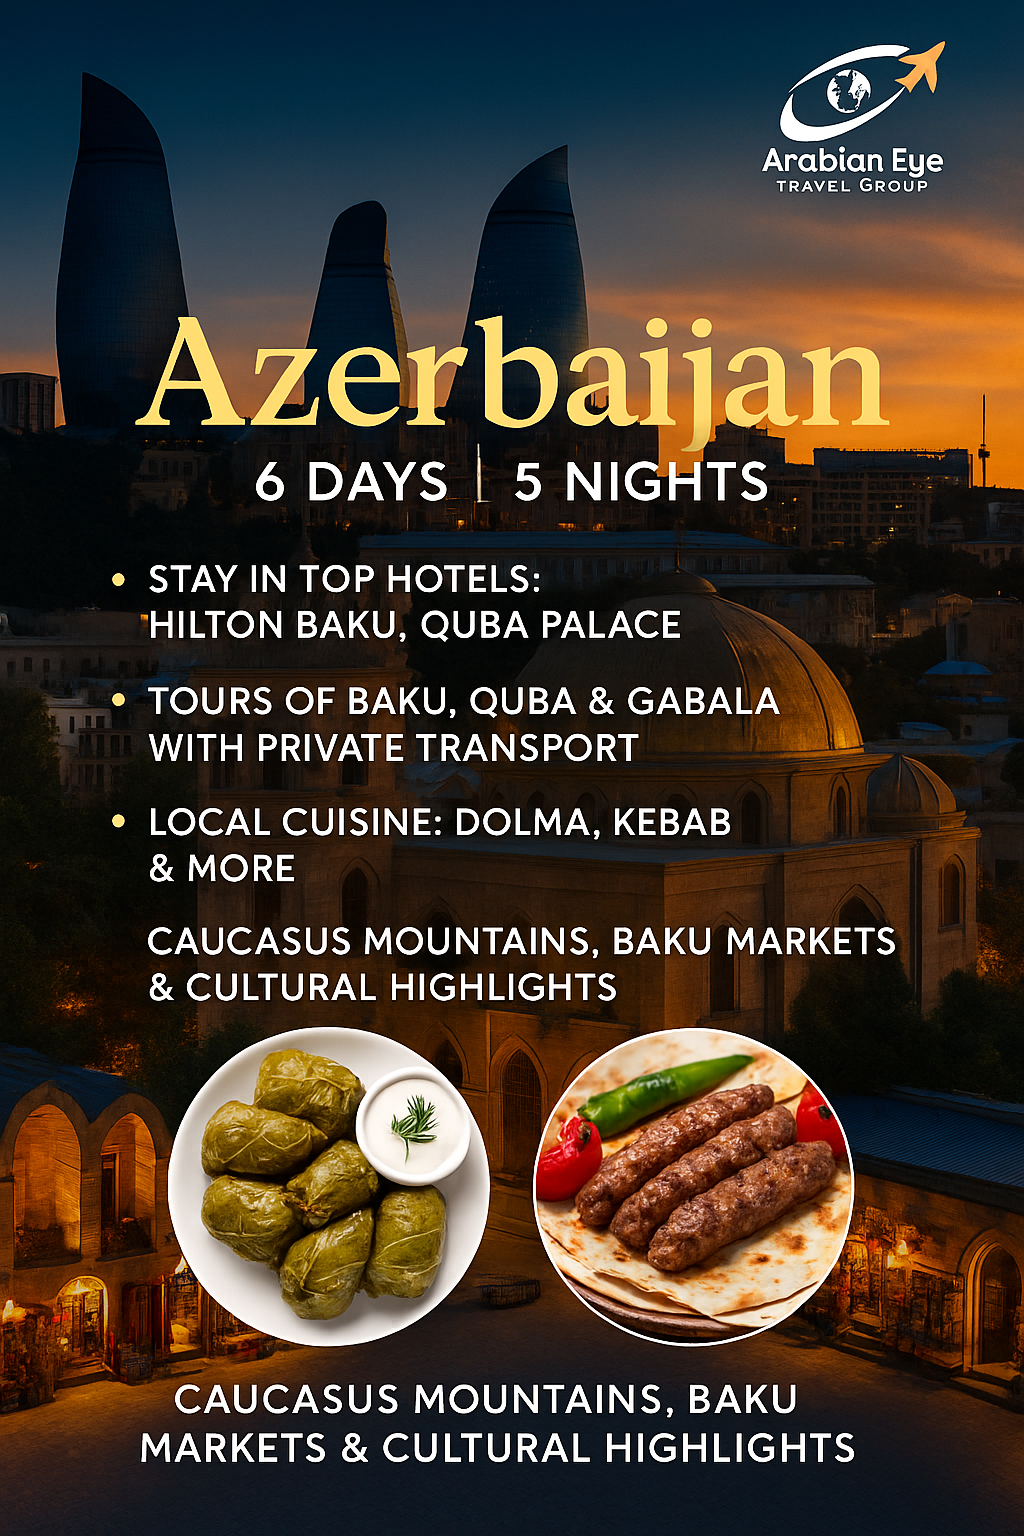 Arabian Eye
TRAVEL GROUP
Azerbaijan
6 DAYS | 5 NIGHTS
• STAY IN TOP HOTELS:
HILTON BAKU, QUBA PALACE
• TOURS OF BAKU, QUBA & GABALA
WITH PRIVATE TRANSPORT
• LOCAL CUISINE: DOLMA, KEBAB
& MORE
CAUCASUS MOUNTAINS, BAKU MARKETS
& CULTURAL HIGHLIGHTS
CAUCASUS MOUNTAINS, BAKU
MARKETS & CULTURAL HIGHLIGHTS